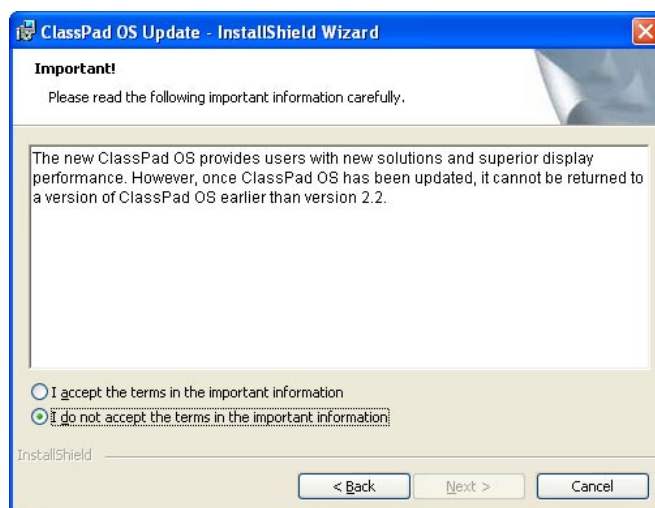 ClassPad OS Update - InstallShield Wizard
Important!
Please read the following important information carefully.
The new ClassPad OS provides users with new solutions and superior display
performance. However, once ClassPad OS has been updated, it cannot be returned to
a version of ClassPad OS earlier than version 2.2.
I accept the terms in the important information
I do not accept the terms in the important information
InstallShield
< Back Next > Cancel